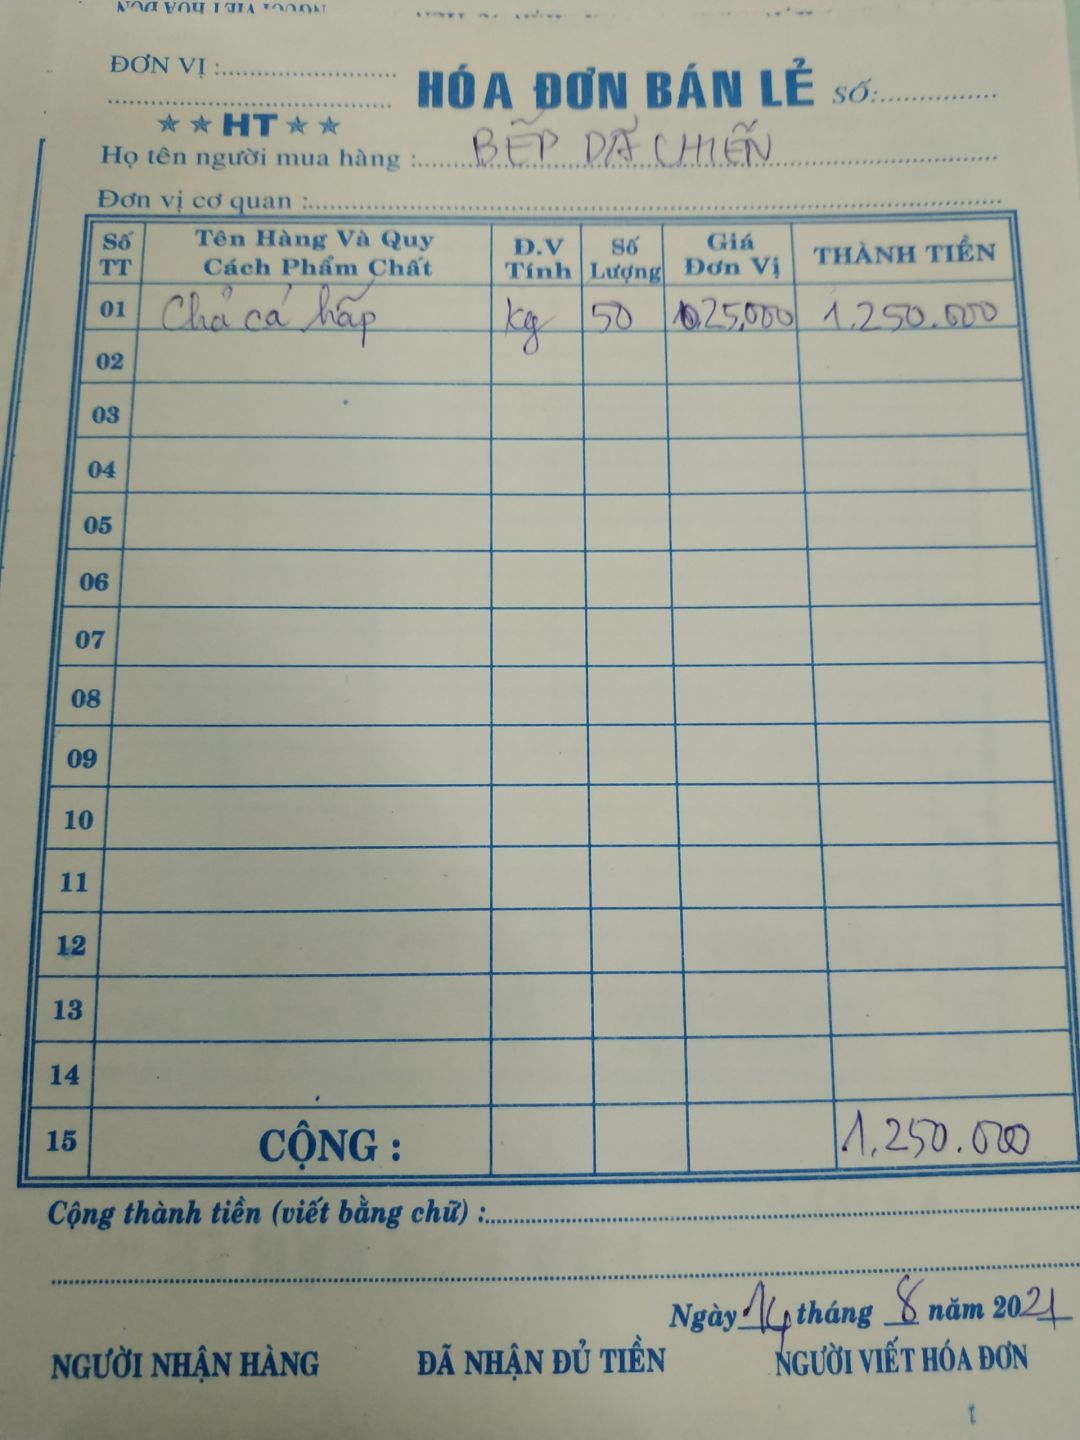 ĐƠN VỊ :
HÓA ĐƠN BÁN LẺ SỐ:
★ ★ HT ★ ★
Họ tên người mua hàng : BẾP DÃ CHIẾN
Đơn vị cơ quan :
Số TT Tên Hàng Và Quy Cách Phẩm Chất Đ.V Tính Số Lượng Giá Đơn Vị THÀNH TIỀN
01 Chả cá hấp kg 50 25,000 1.250.000
02
03
04
05
06
07
08
09
10
11
12
13
14
15 CỘNG : 1.250.000
Cộng thành tiền (viết bằng chữ) :
Ngày 14 tháng 8 năm 2021
NGƯỜI NHẬN HÀNG ĐÃ NHẬN ĐỦ TIỀN NGƯỜI VIẾT HÓA ĐƠN